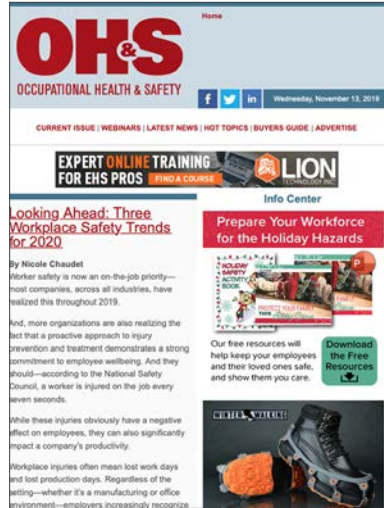 Home
OH&S
OCCUPATIONAL HEALTH & SAFETY
Wednesday, November 13, 2019
CURRENT ISSUE | WEBINARS | LATEST NEWS | HOT TOPICS | BUYERS GUIDE | ADVERTISE
EXPERT ONLINE TRAINING
FOR EHS PROS FIND A COURSE
LION
TECHNOLOGY INC
Looking Ahead: Three
Workplace Safety Trends
for 2020
By Nicole Chaudet
Worker safety is now an on-the-job priority—
most companies, across all industries, have
realized this throughout 2019.
And, more organizations are also realizing the
fact that a proactive approach to injury
prevention and treatment demonstrates a strong
commitment to employee wellbeing. And they
should—according to the National Safety
Council, a worker is injured on the job every
seven seconds.
While these injuries obviously have a negative
effect on employees, they can also significantly
impact a company's productivity.
Workplace injuries often mean lost work days
and lost production days. Regardless of the
setting—whether it's a manufacturing or office
environment—employers increasingly recognize
Info Center
Prepare Your Workforce
for the Holiday Hazards
HOLIDAY
SAFETY
ACTIVITY
BOOK
PROTECT YOUR FAMILY
THIS
P
Our free resources will
help keep your employees
and their loved ones safe,
and show them you care.
Download
the Free
Resources
WINTER WALKING